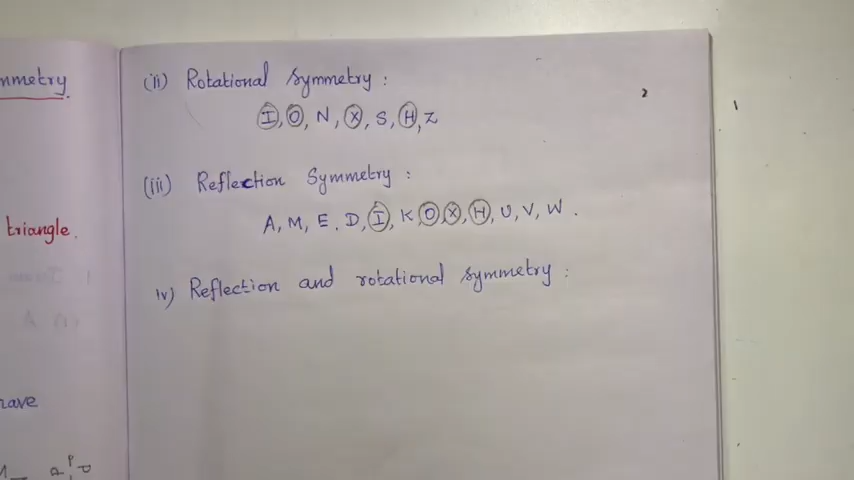 mmetry
triangle.
have
(ii) Rotational Symmetry :
I, O, N, X, S, H, Z
(iii) Reflection Symmetry :
A, M, E, D, I, K O, X, H, U, V, W.
iv) Reflection and rotational symmetry :